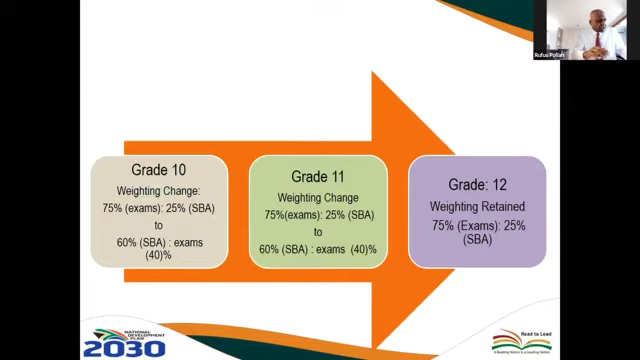 Rufus Poliah
Grade 10
Weighting Change:
75% (exams): 25% (SBA)
to
60% (SBA) : exams
(40)%
Grade 11
Weighting Change
75%(exams): 25% (SBA)
to
60% (SBA) : exams (40)%
Grade: 12
Weighting Retained
75% (Exams): 25%
(SBA)
NATIONAL
DEVELOPMENT
PLAN
2030
Read to Lead
A Reading Nation is a Leading Nation